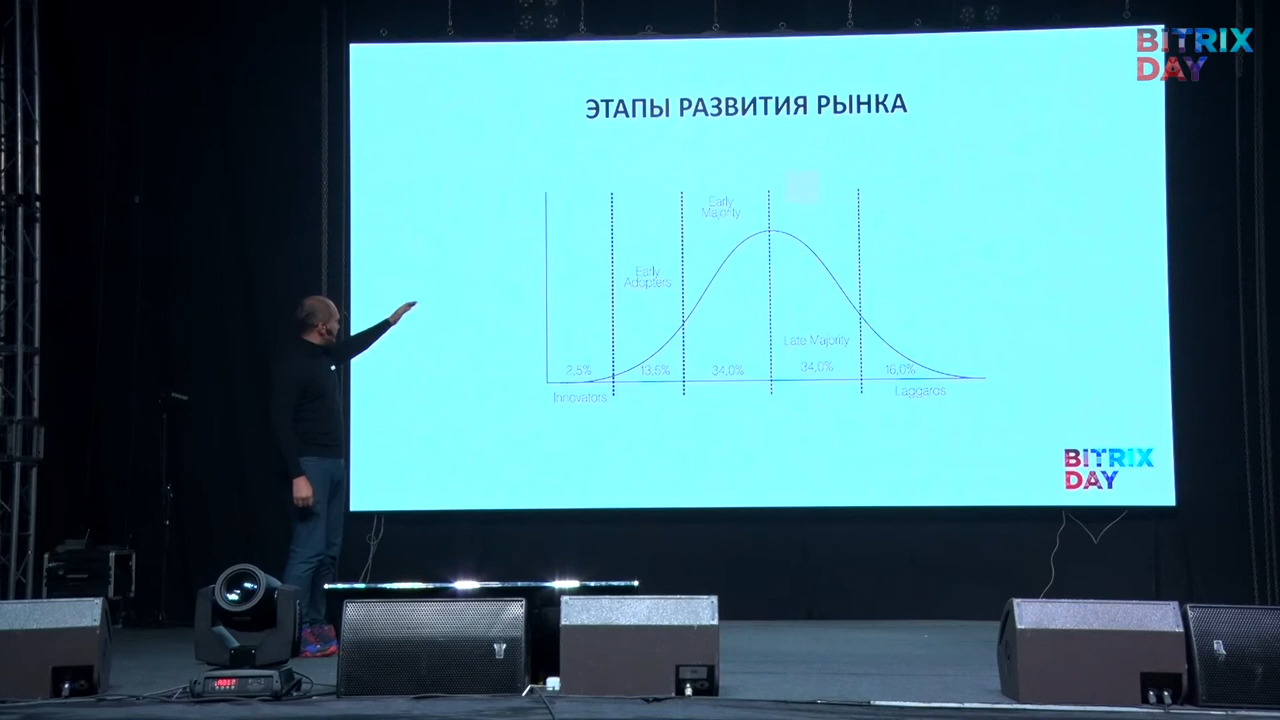 BITRIX
DAY
ЭТАПЫ РАЗВИТИЯ РЫНКА
Early
Majority
Early
Adopters
Late Majority
2,5%
13,5%
34,0%
34,0%
16,0%
Innovators
Laggards
BITRIX
DAY